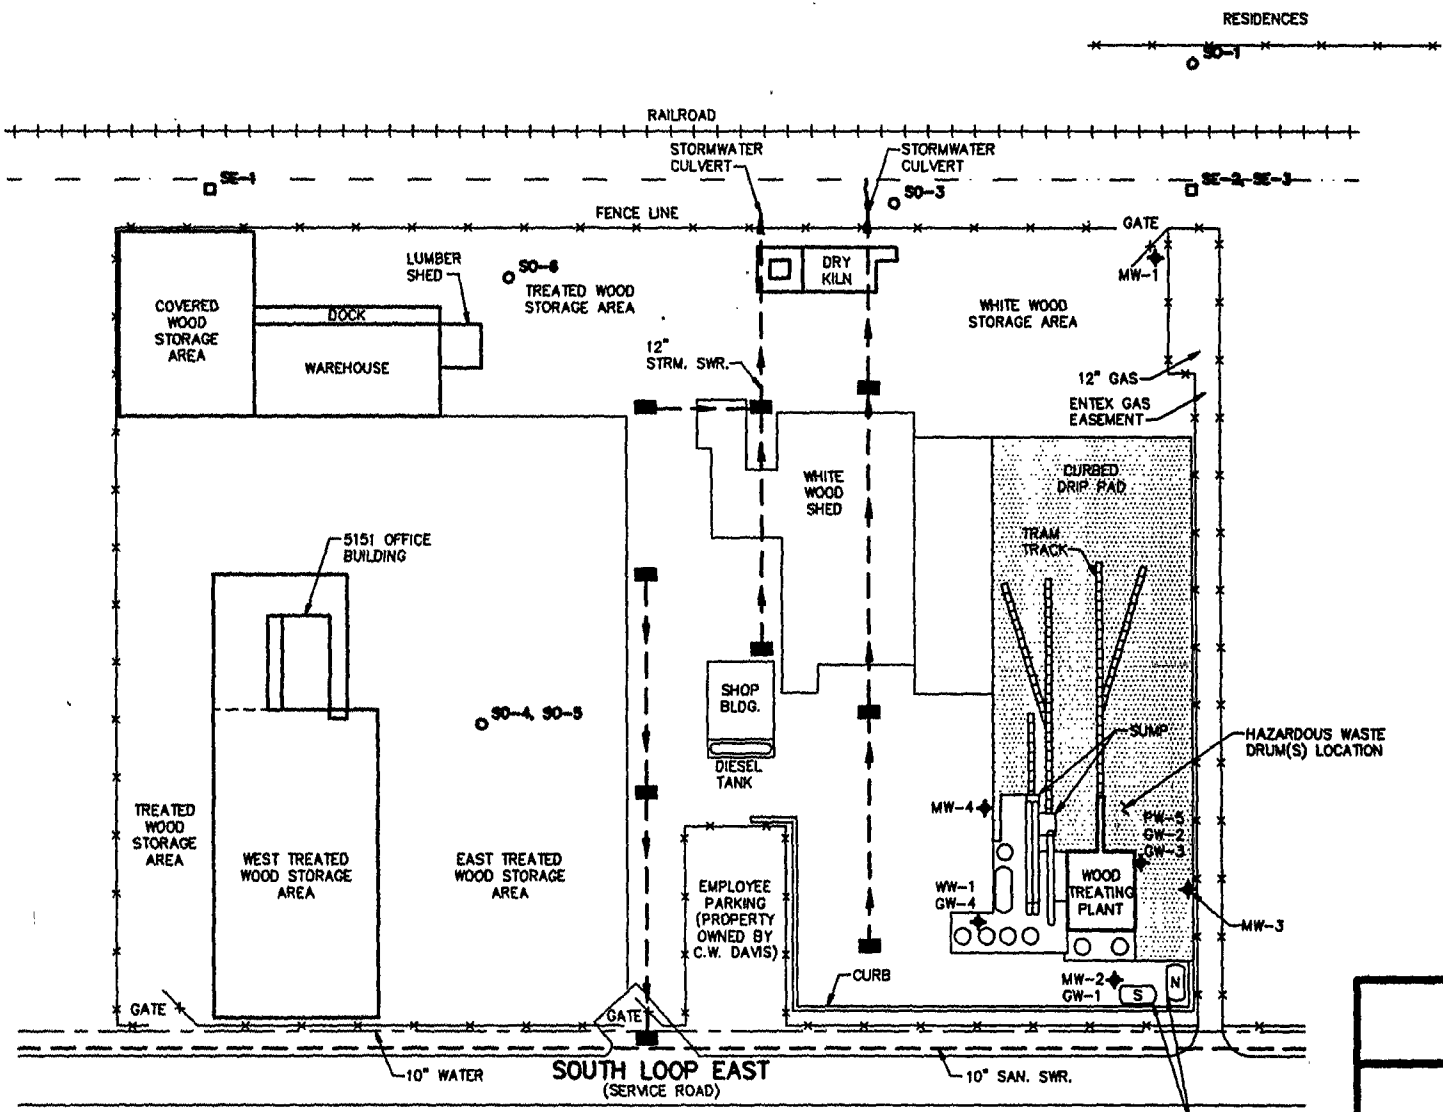 RESIDENCES
SO-1
RAILROAD
STORMWATER
CULVERT
STORMWATER
CULVERT
SE-1
SO-3
SE-2, SE-3
FENCE LINE
GATE
MW-1
LUMBER
SHED
SO-6
TREATED WOOD
STORAGE AREA
DRY
KILN
COVERED
WOOD
STORAGE
AREA
DOCK
WAREHOUSE
WHITE WOOD
STORAGE AREA
12"
STRM. SWR.
12" GAS
ENTEX GAS
EASEMENT
WHITE
WOOD
SHED
CURBED
DRIP PAD
TRAM
TRACK
5151 OFFICE
BUILDING
SHOP
BLDG.
SO-4, SO-5
SUMP
HAZARDOUS WASTE
DRUM(S) LOCATION
DIESEL
TANK
MW-4
PW-5
GW-2
GW-3
TREATED
WOOD
STORAGE
AREA
WEST TREATED
WOOD STORAGE
AREA
EAST TREATED
WOOD STORAGE
AREA
EMPLOYEE
PARKING
(PROPERTY
OWNED BY
C.W. DAVIS)
WW-1
GW-4
WOOD
TREATING
PLANT
MW-3
CURB
MW-2
GW-1
S
N
GATE
GATE
10" WATER
SOUTH LOOP EAST
(SERVICE ROAD)
10" SAN. SWR.